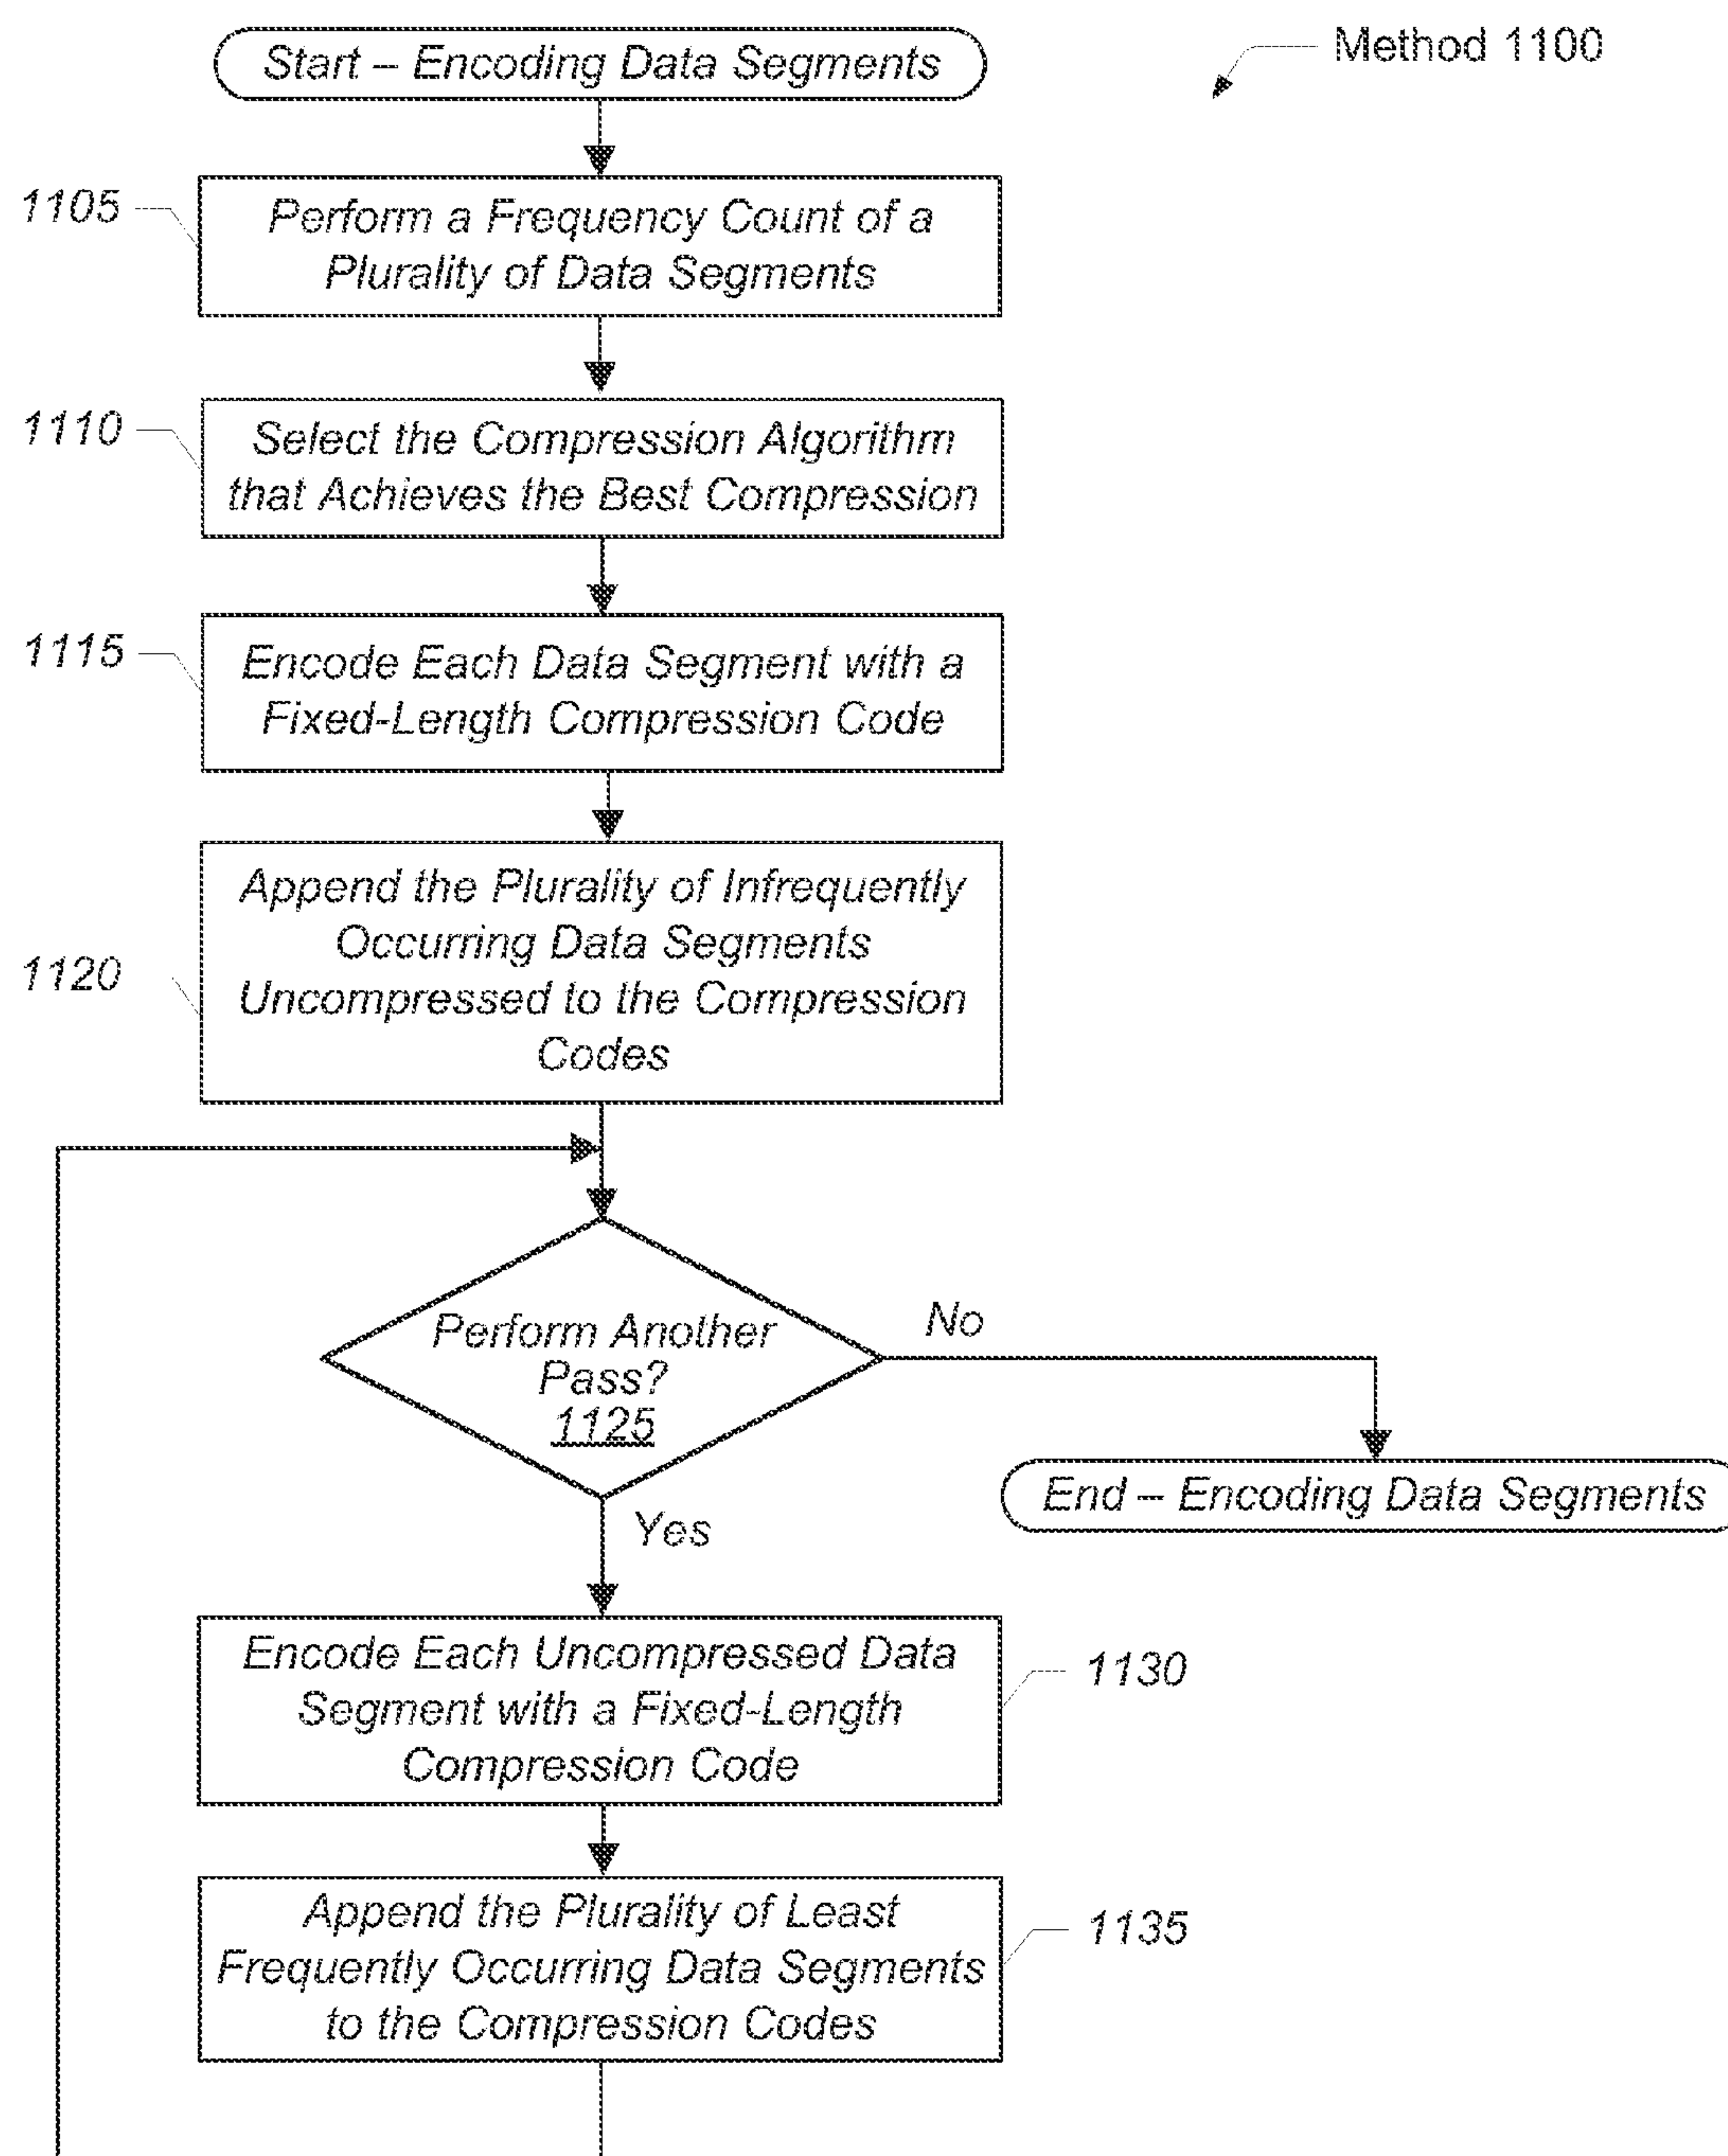 Start – Encoding Data Segments
Method 1100
1105
Perform a Frequency Count of a
Plurality of Data Segments
1110
Select the Compression Algorithm
that Achieves the Best Compression
1115
Encode Each Data Segment with a
Fixed-Length Compression Code
1120
Append the Plurality of Infrequently
Occurring Data Segments
Uncompressed to the Compression
Codes
Perform Another
Pass?
1125
No
End – Encoding Data Segments
Yes
Encode Each Uncompressed Data
Segment with a Fixed-Length
Compression Code
1130
Append the Plurality of Least
Frequently Occurring Data Segments
to the Compression Codes
1135